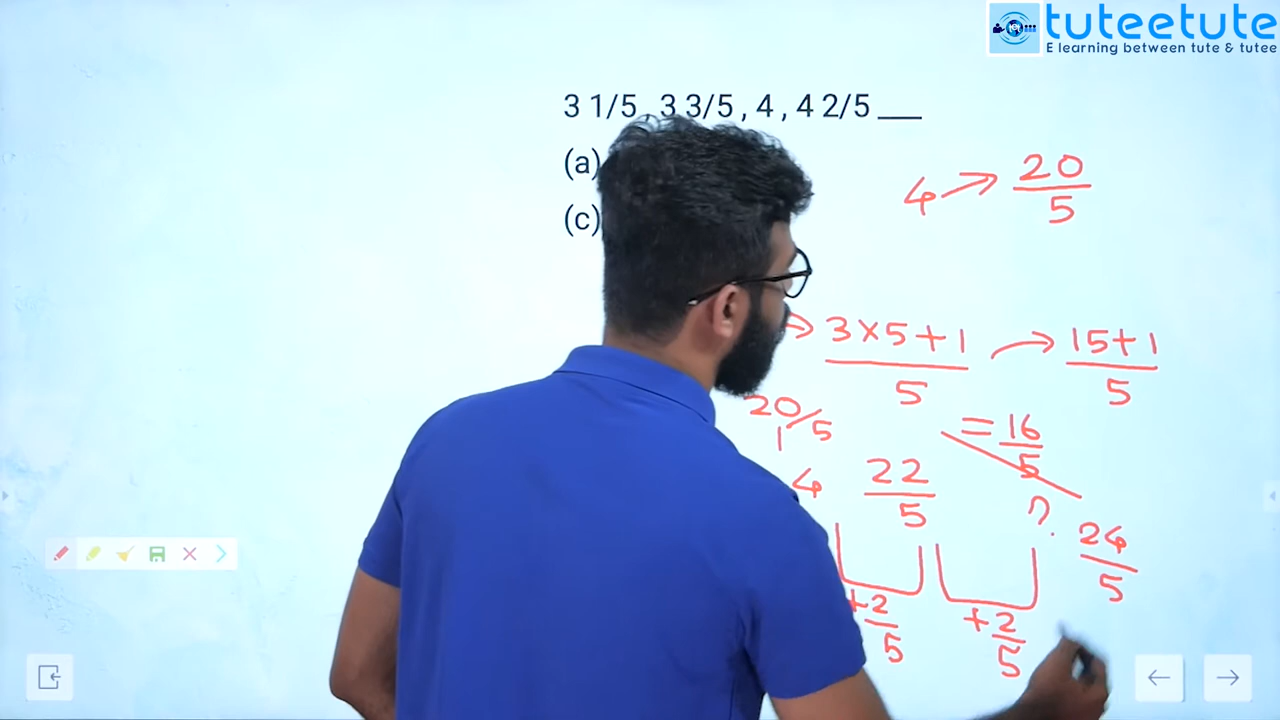 tuteetute
E learning between tute & tutee
3 1/5 , 3 3/5 , 4 , 4 2/5 ___
(a)
(c)
4 → 20/5
→ 3×5+1/5 → 15+1/5
= 16/5
20/5
1
4 22/5 ? 24/5
+2/5 +2/5